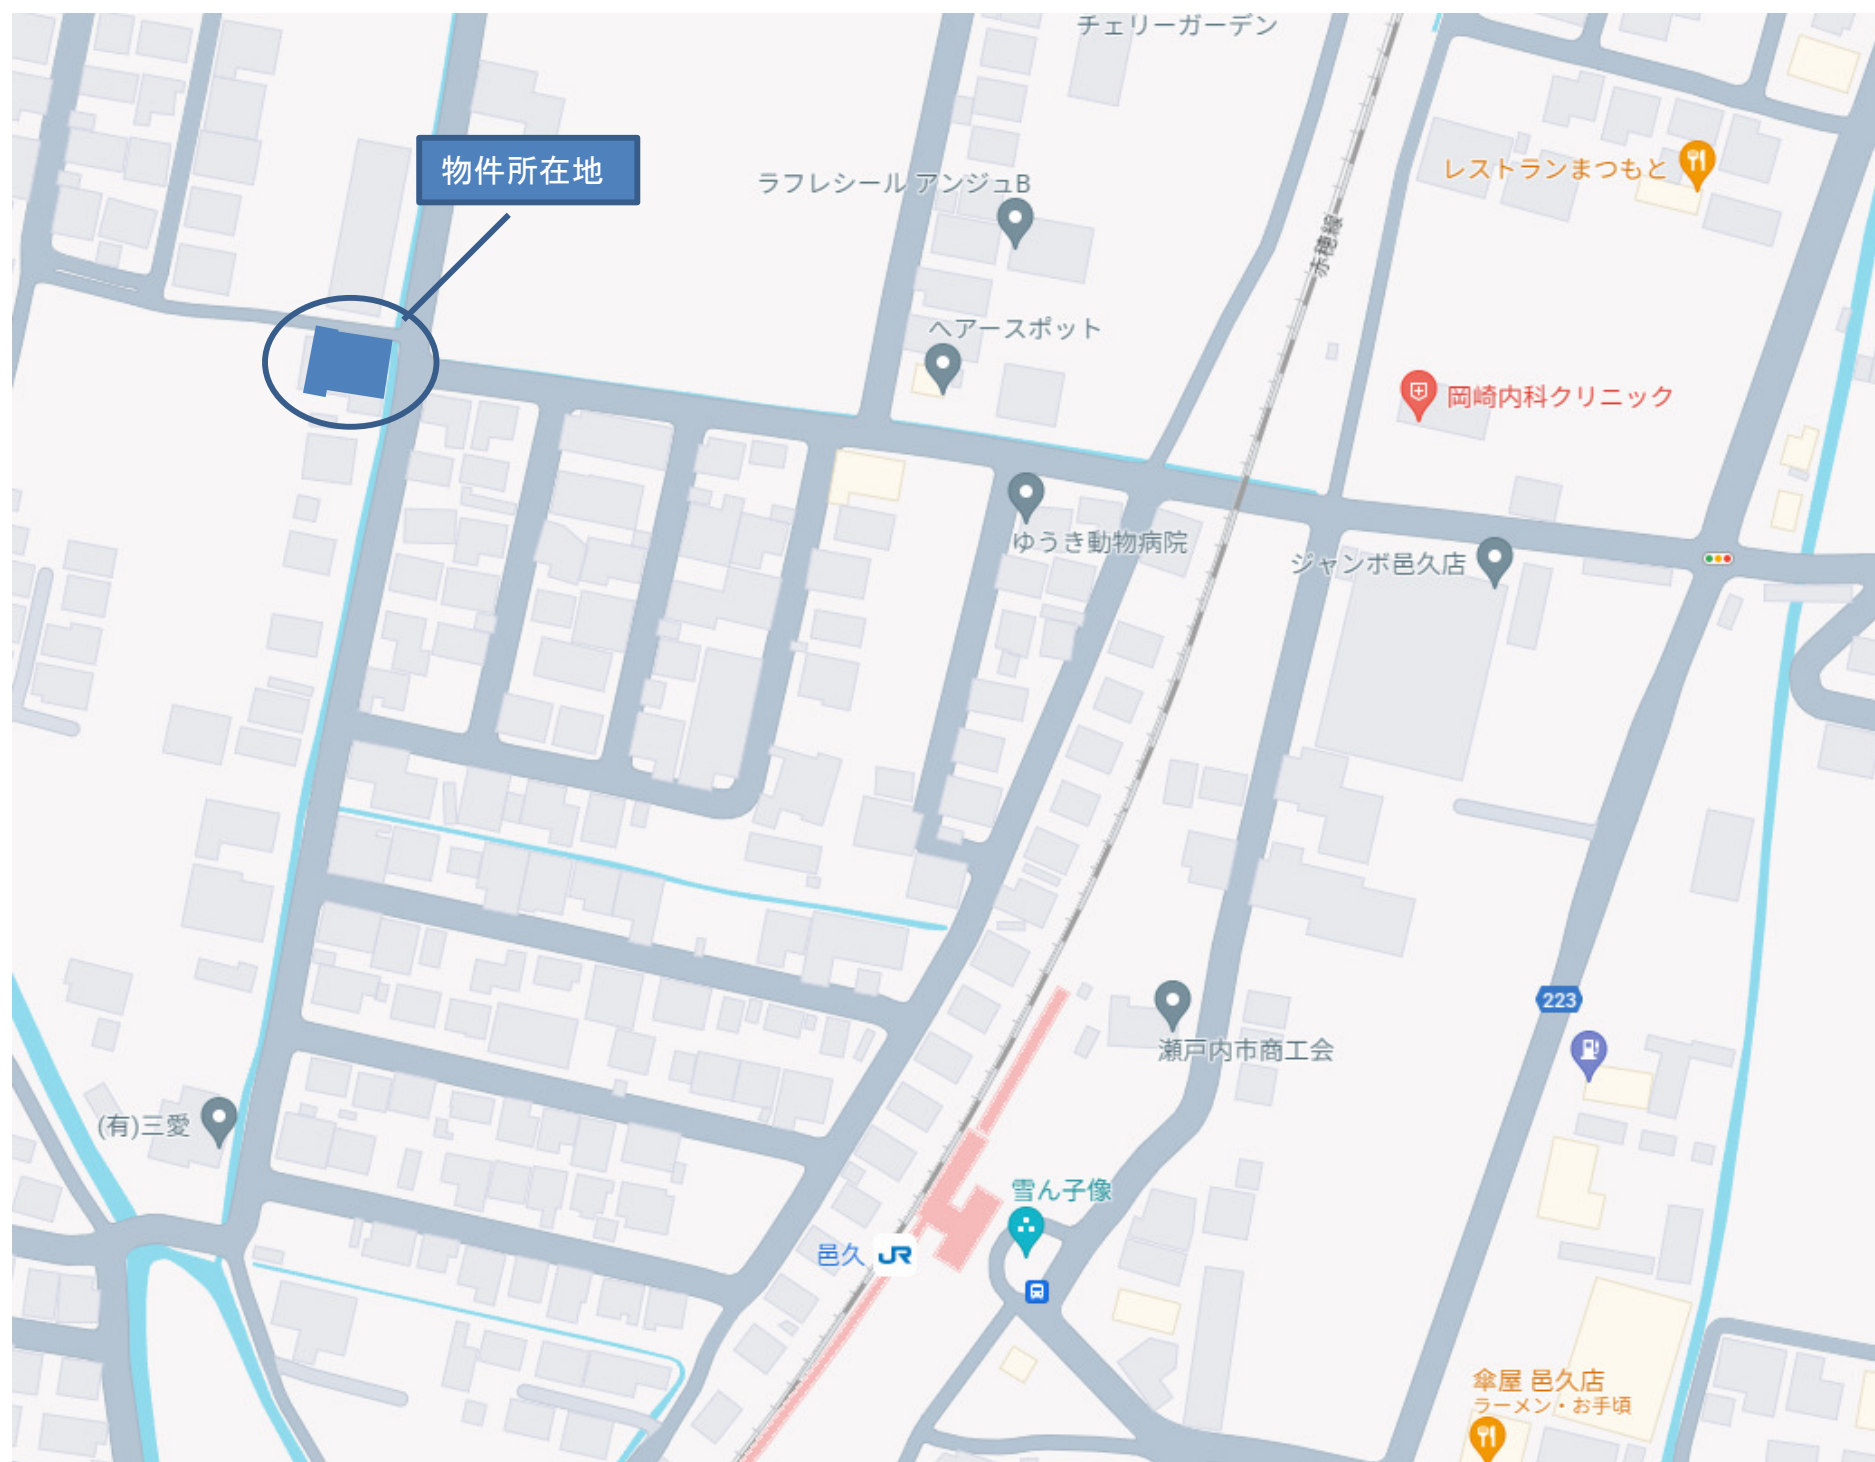 チェリーガーデン
物件所在地
レストランまつもと
ラフレシール アンジュB
赤穂線
ヘアースポット
岡崎内科クリニック
ゆうき動物病院
ジャンボ邑久店
223
瀬戸内市商工会
(有)三愛
雪ん子像
邑久 JR
傘屋 邑久店
ラーメン・お手頃